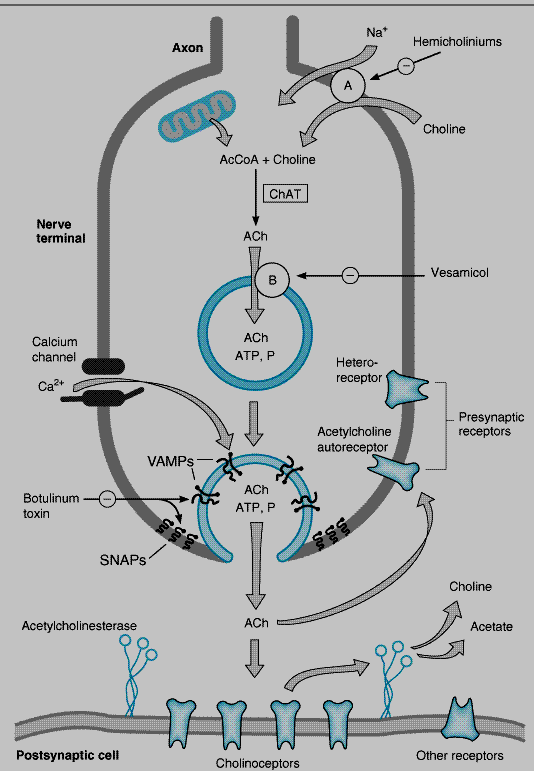 Na+
Axon
Hemicholiniums
A
Choline
AcCoA + Choline
ChAT
Nerve
terminal
ACh
B
Vesamicol
ACh
ATP, P
Calcium
channel
Hetero-
receptor
Ca2+
Presynaptic
receptors
Acetylcholine
autoreceptor
VAMPs
ACh
ATP, P
Botulinum
toxin
SNAPs
Choline
ACh
Acetate
Acetylcholinesterase
Postsynaptic cell
Cholinoceptors
Other receptors